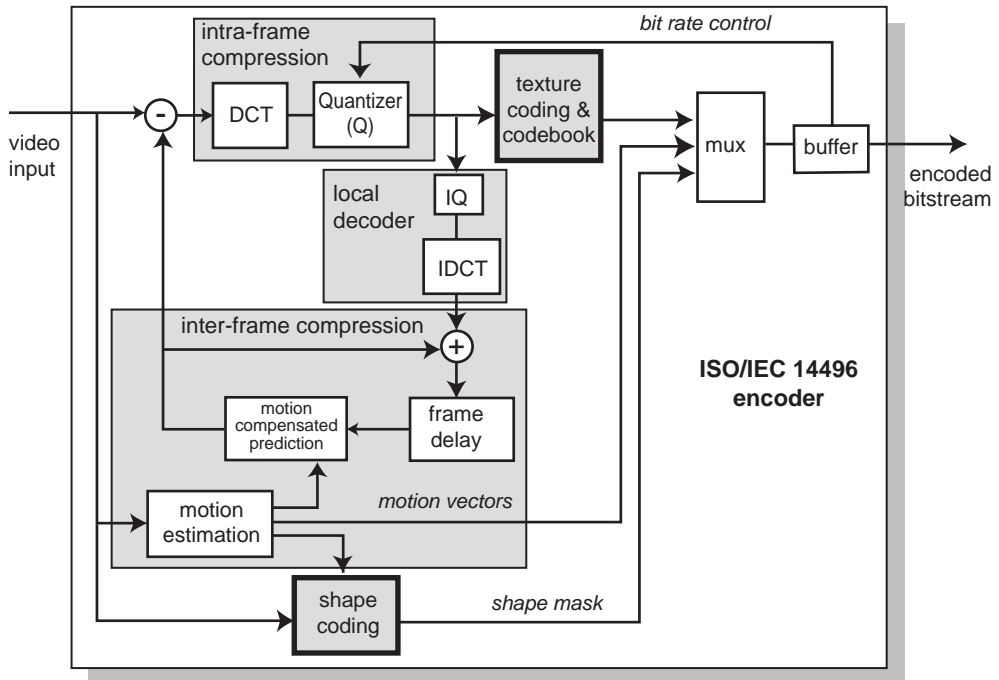 bit rate control
intra-frame
compression
DCT
Quantizer
(Q)
texture
coding &
codebook
-
video
input
mux
buffer
encoded
bitstream
local
decoder
IQ
IDCT
inter-frame compression
+
ISO/IEC 14496
encoder
motion
compensated
prediction
frame
delay
motion vectors
motion
estimation
shape
coding
shape mask